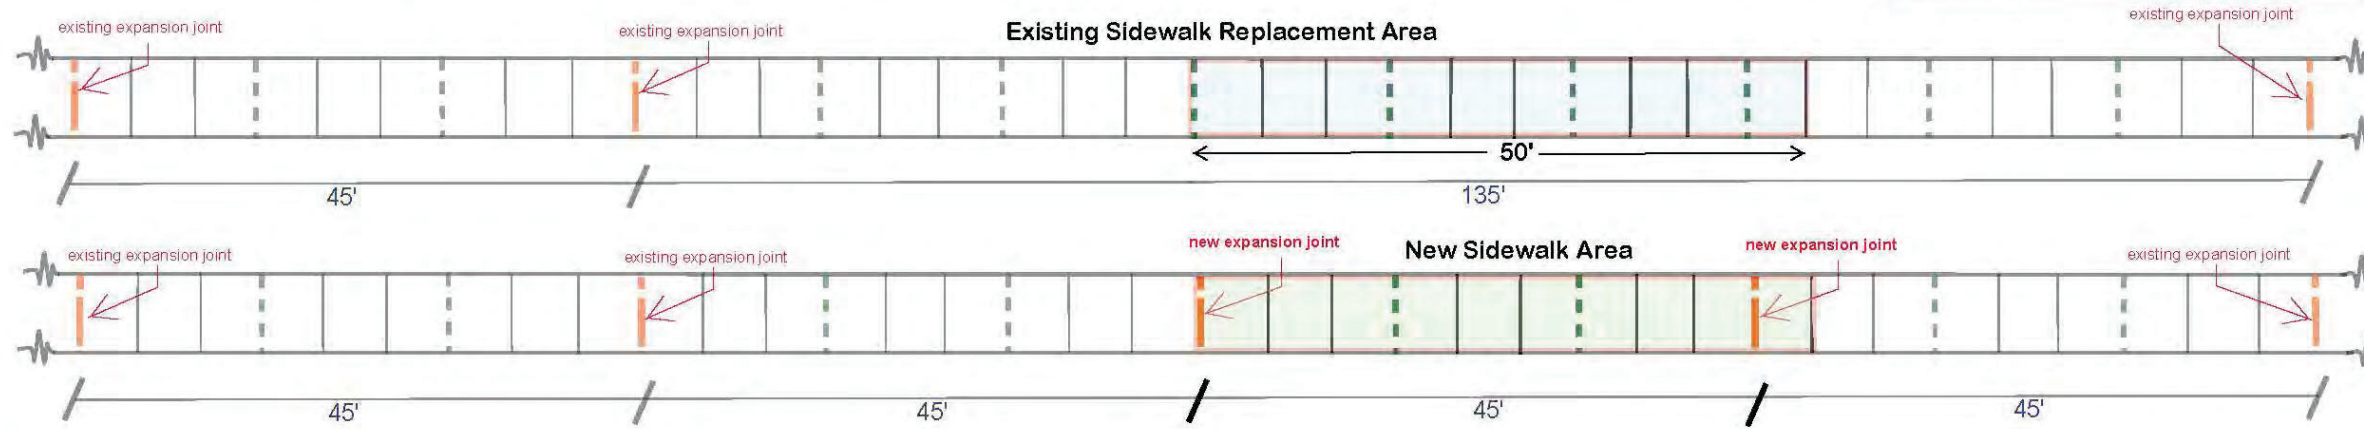 existing expansion joint
existing expansion joint
Existing Sidewalk Replacement Area
existing expansion joint
50'
45'
135'
existing expansion joint
existing expansion joint
new expansion joint
New Sidewalk Area
new expansion joint
existing expansion joint
45'
45'
45'
45'